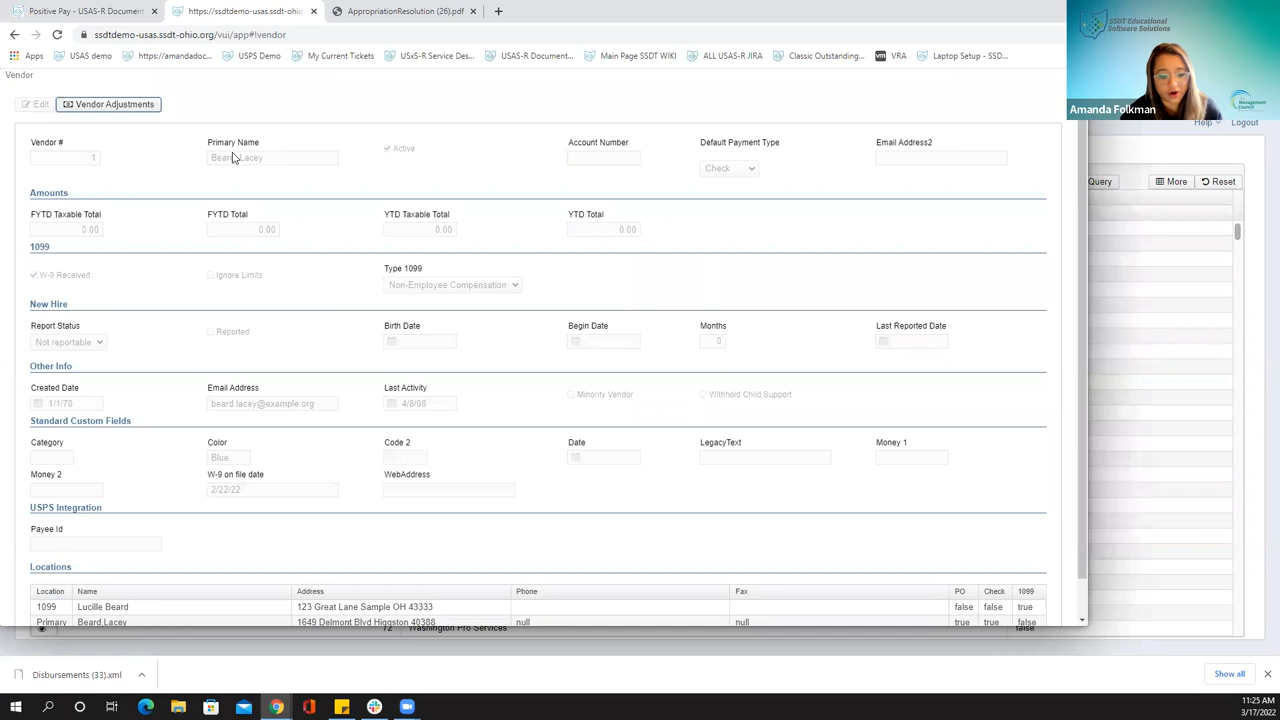 Positive Pay - USAS-R Document
https://ssdtdemo-usas.ssdt-ohio
AppropriationResolution (26).pdf
ssdtdemo-usas.ssdt-ohio.org/vui/app#!vendor
Apps
USAS demo
https://amandadoc...
USPS Demo
My Current Tickets
USxS-R Service Des...
USAS-R Document...
Main Page SSDT WIKI
ALL USAS-R JIRA
Classic Outstanding...
vm VRA
Laptop Setup - SSD...
SSDT Educational
Software Solutions
Management
Council
Amanda Folkman
Help
Logout
Vendor
Edit
Vendor Adjustments
Query
More
Reset
Vendor #
Primary Name
Active
Account Number
Default Payment Type
Email Address2
1
Beard,Lacey
Check
Amounts
FYTD Taxable Total
FYTD Total
YTD Taxable Total
YTD Total
0.00
0.00
0.00
0.00
1099
W-9 Received
Ignore Limits
Type 1099
Non-Employee Compensation
New Hire
Report Status
Reported
Birth Date
Begin Date
Months
Last Reported Date
Not reportable
0
Other Info
Created Date
Email Address
Last Activity
Minority Vendor
Withhold Child Support
1/1/70
beard.lacey@example.org
4/8/08
Standard Custom Fields
Category
Color
Code 2
Date
LegacyText
Money 1
Blue
Money 2
W-9 on file date
WebAddress
2/22/22
USPS Integration
Payee Id
Locations
Location
Name
Address
Phone
Fax
PO
Check
1099
1099
Lucille Beard
123 Great Lane Sample OH 43333
false
false
true
Primary
Beard,Lacey
1649 Delmont Blvd Higgston 40388
null
null
true
true
false
72
Washington Pro Services
false
Disbursements (33).xml
Show all
11:25 AM
3/17/2022